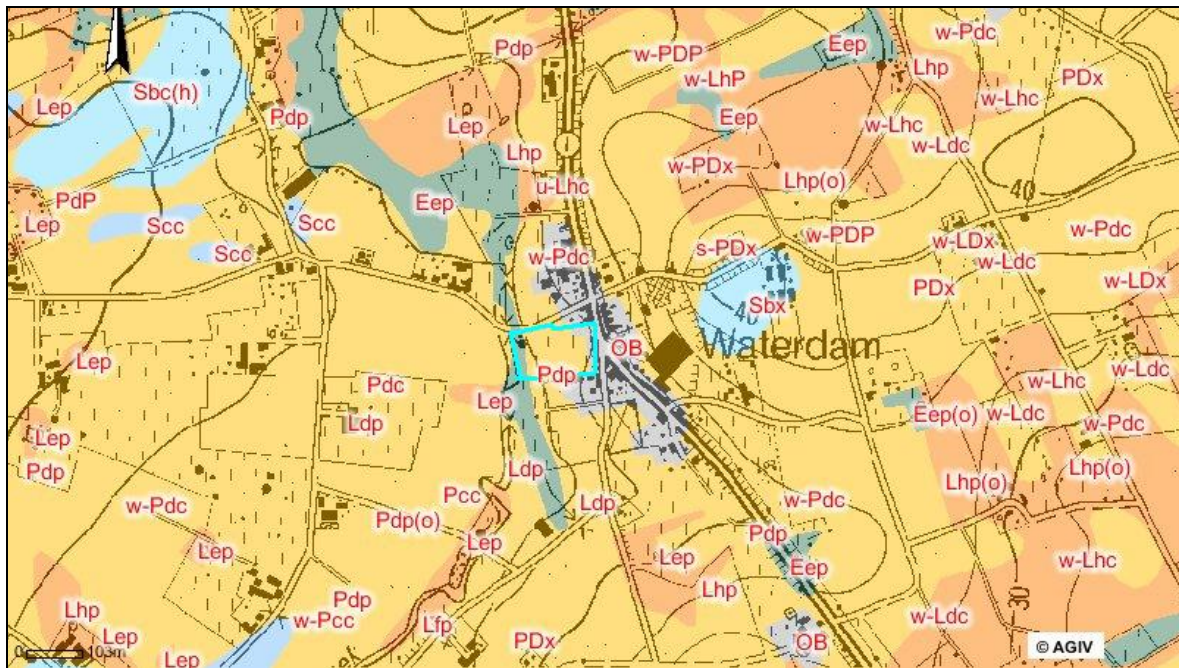 Pdp
w-PDP
Eep
w-Pdc
w-LhP
Lhp
PDx
Lep
Sbc(h)
w-Lhc
Pdp
Lep
Eep
w-Lhc
w-Ldc
Lhp
w-PDx
PdP
u-Lhc
Lhp(o)
40
Lep
Scc
Scc
Eep
w-PDP
w-Pdc
Scc
w-Pdc
s-PDx
w-LDx
w-Ldc
PDx
w-LDx
40
Sbx
Waterdam
OB
w-Ldc
Lep
Pdc
Pdp
w-Lhc
Lep
Ldp
Eep(o)
w-Ldc
w-Pdc
Lep
Pdp
Ldp
Lhp(o)
Lhp(o)
w-Pdc
Pcc
Ldp
w-Pdc
Pdp(o)
Pdp
Lep
Lep
Lep
Eep
w-Lhc
Pdp
Lhp
30
Lhp
w-Pcc
Lfp
w-Ldc
Lep
PDx
OB
Lep
0 103m
© AGIV